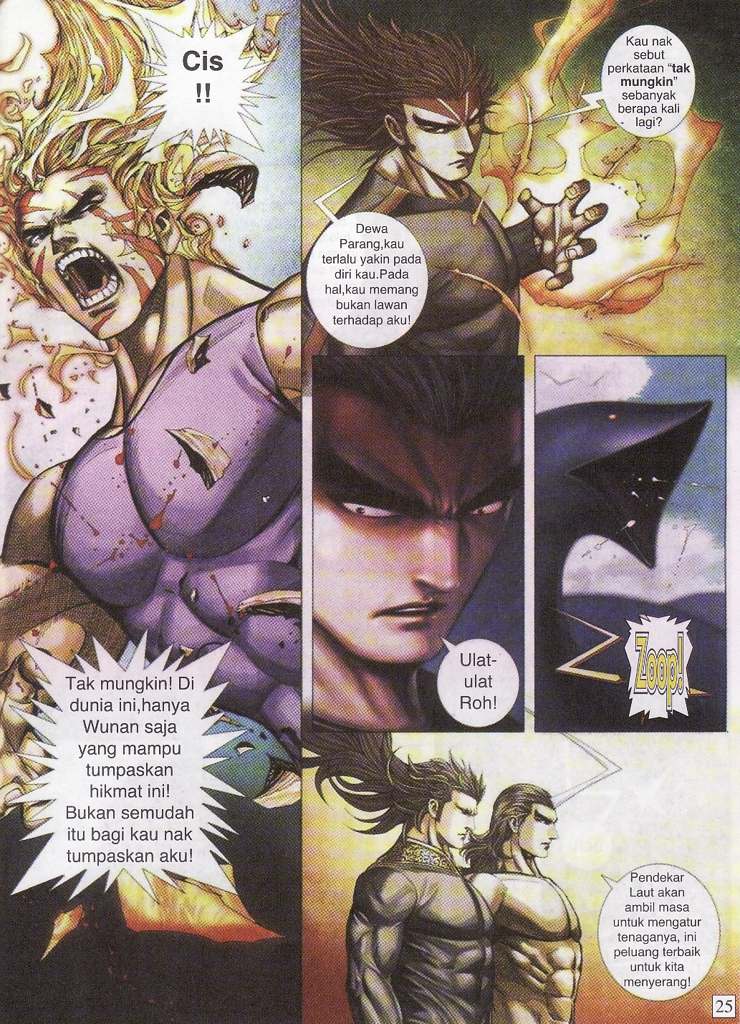 Cis
!!
Tak mungkin! Di
dunia ini,hanya
Wunan saja
yang mampu
tumpaskan
hikmat ini!
Bukan semudah
itu bagi kau nak
tumpaskan aku!
Kau nak
sebut
perkataan "tak
mungkin"
sebanyak
berapa kali
lagi?
Dewa
Parang,kau
terlalu yakin pada
diri kau.Pada
hal,kau memang
bukan lawan
terhadap aku!
Ulat-
ulat
Roh!
Zoop!
Pendekar
Laut akan
ambil masa
untuk mengatur
tenaganya, ini
peluang terbaik
untuk kita
menyerang!
25